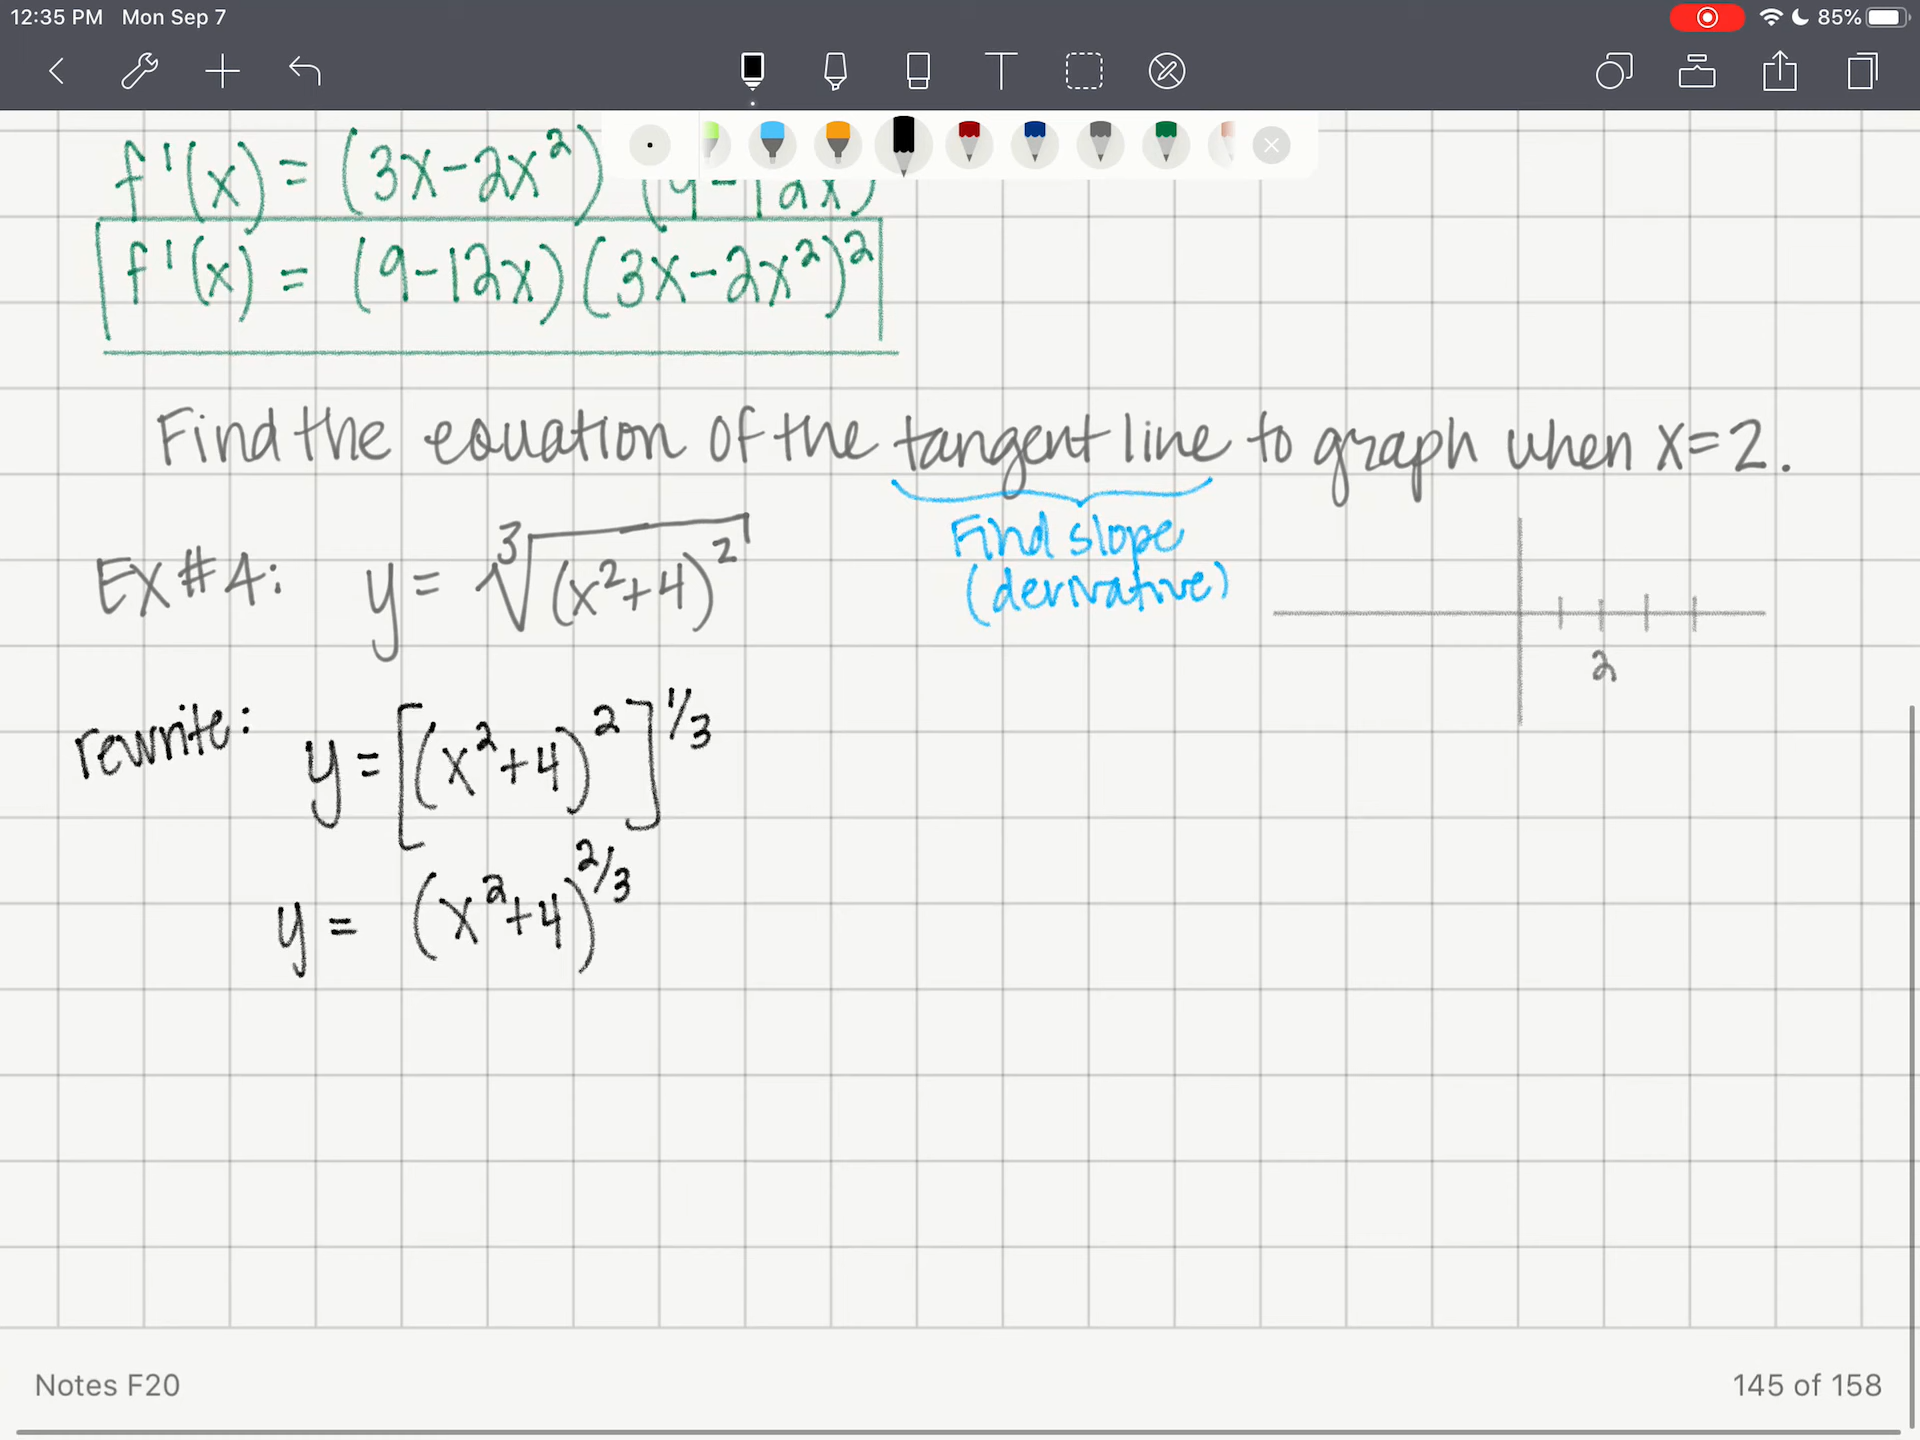 12:35 PM Mon Sep 7 85%
T
f'(x) = (3x-2x²) (9-12x)
f'(x) = (9-12x)(3x-2x²)²
Find the equation of the tangent line to graph when x=2.
Find slope
(derivative)
Ex #4: y = ∛(x²+4)²
2
rewrite: y = [(x²+4)²]^1/3
y = (x²+4)^2/3
Notes F20 145 of 158